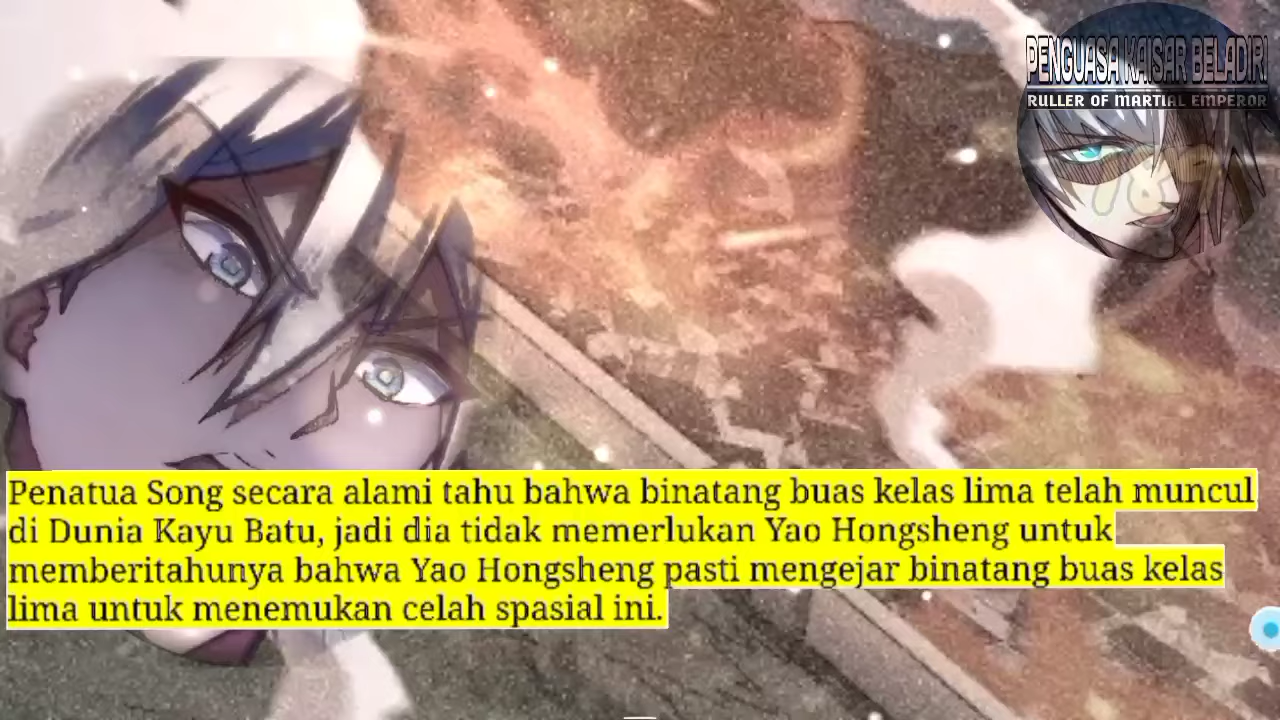 PENGUASA KAISAR BELADIRI
RULLER OF MARTIAL EMPEROR
Penatua Song secara alami tahu bahwa binatang buas kelas lima telah muncul
di Dunia Kayu Batu, jadi dia tidak memerlukan Yao Hongsheng untuk
memberitahunya bahwa Yao Hongsheng pasti mengejar binatang buas kelas
lima untuk menemukan celah spasial ini.